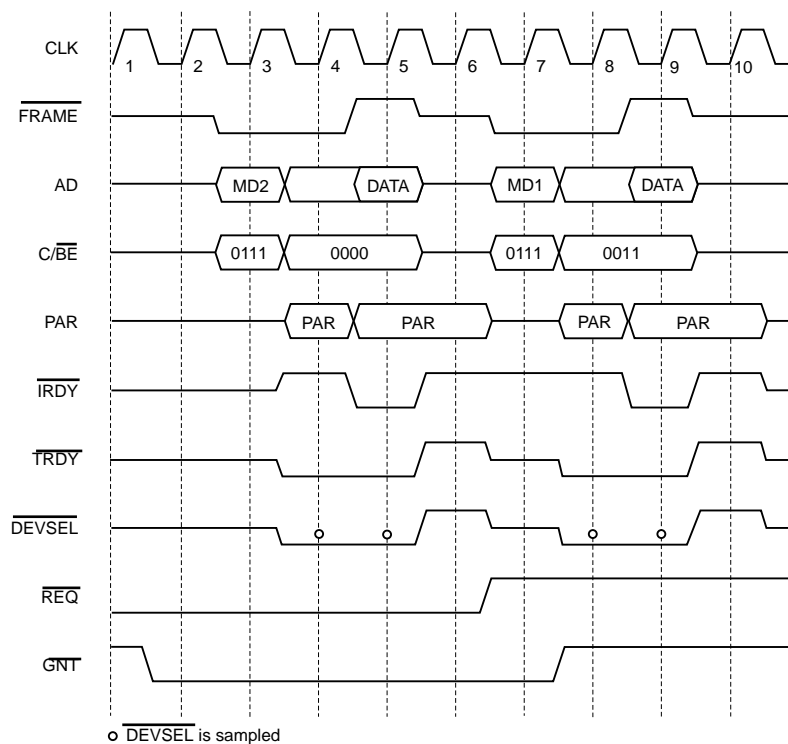 CLK
1 2 3 4 5 6 7 8 9 10
FRAME
AD MD2 DATA MD1 DATA
C/BE 0111 0000 0111 0011
PAR PAR PAR PAR PAR
IRDY
TRDY
DEVSEL
REQ
GNT
DEVSEL is sampled